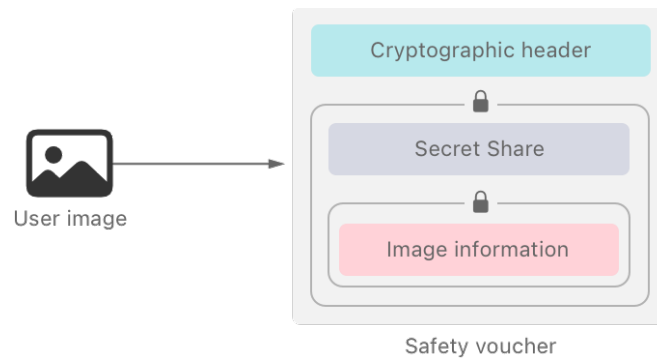 Cryptographic header
Secret Share
User image
Image information
Safety voucher